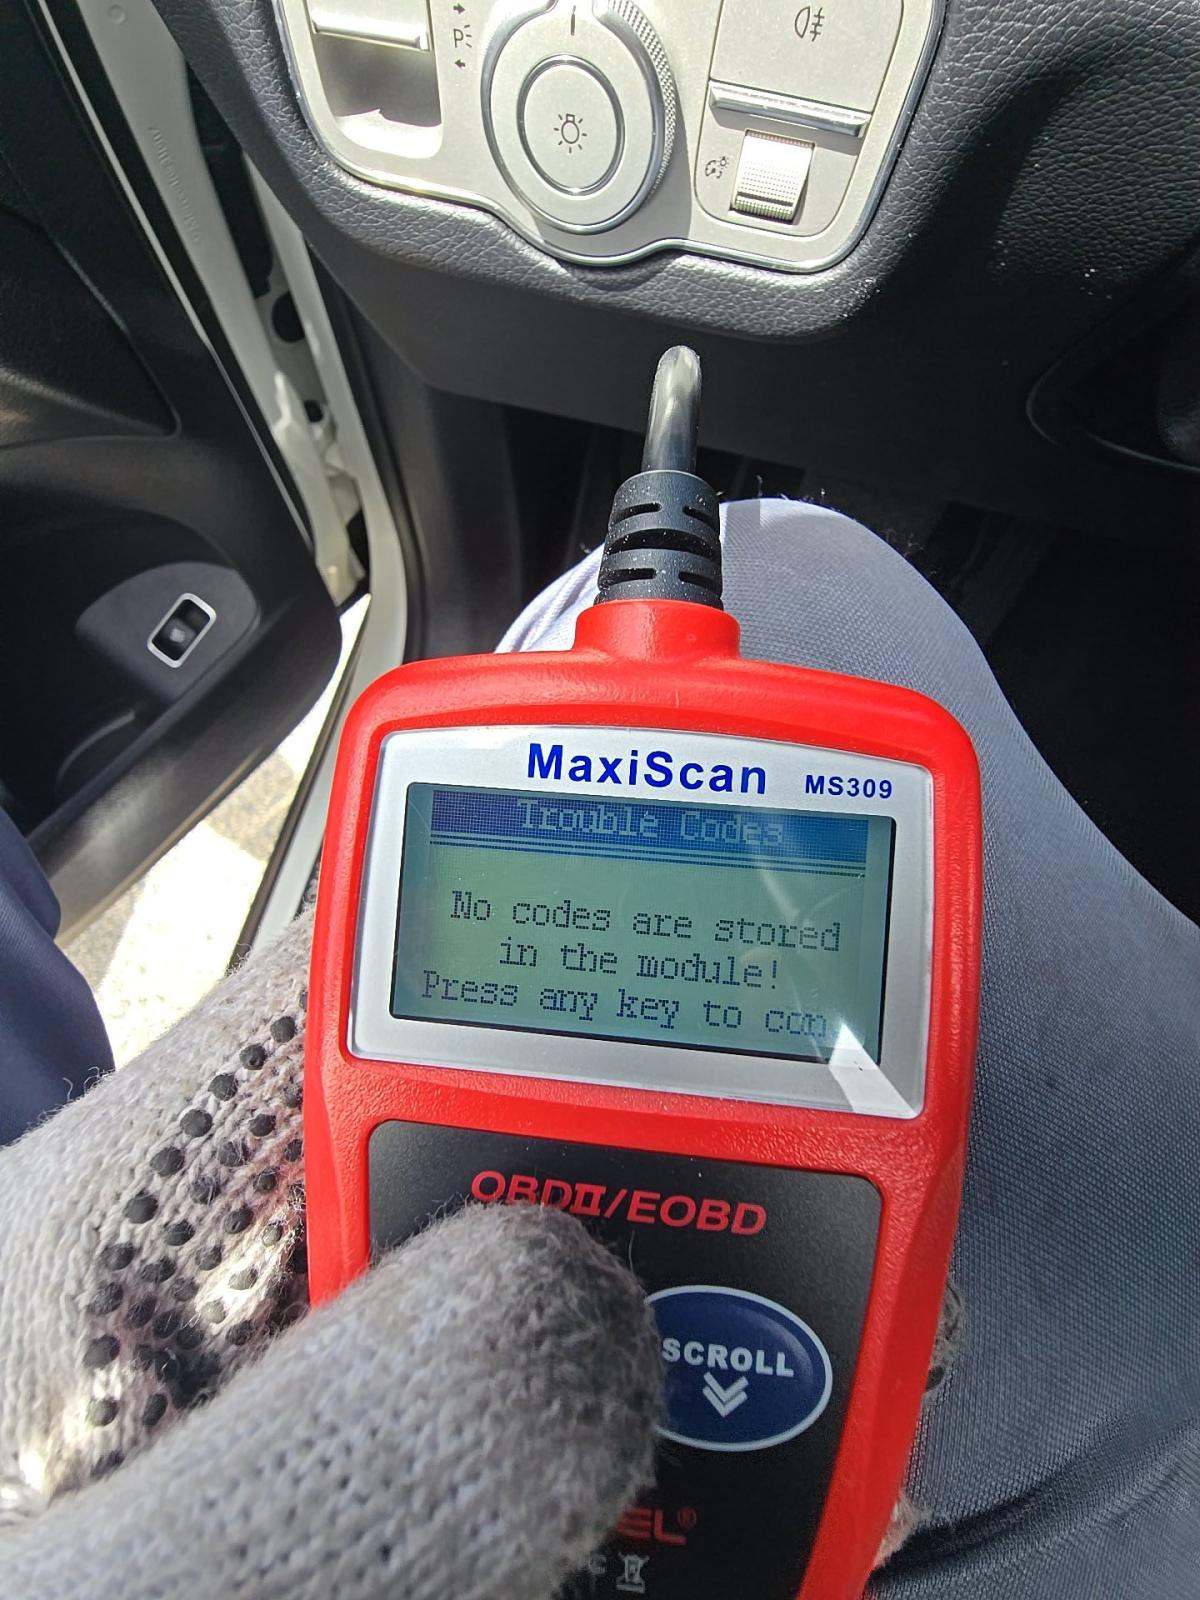 P
MaxiScan MS309
Trouble Codes
No codes are stored
in the module!
Press any key to con
OBDII/EOBD
SCROLL
EL®